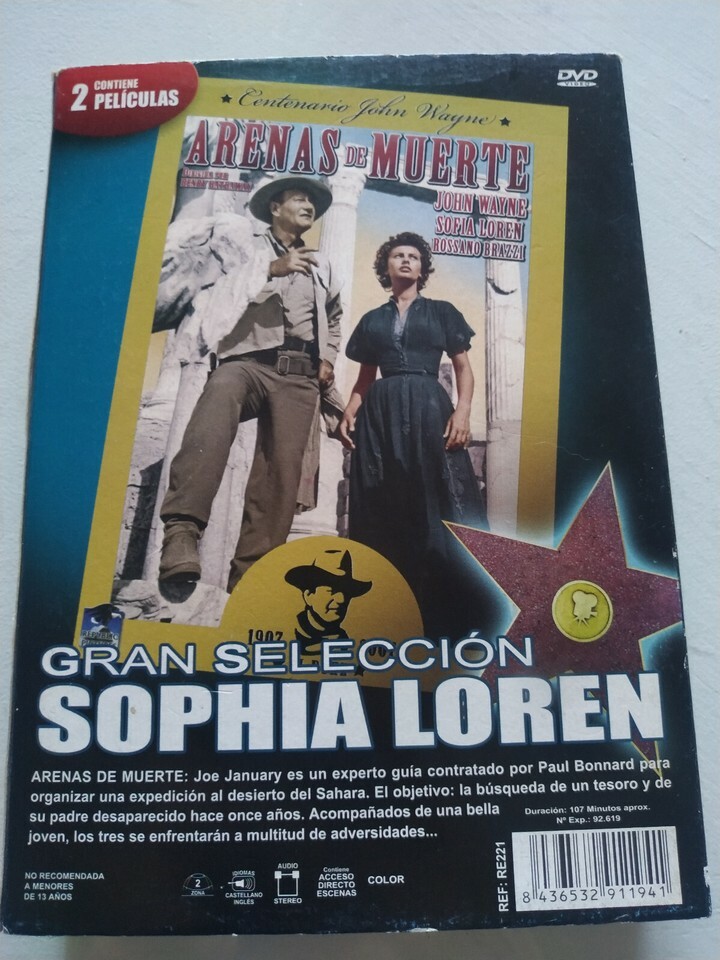 CONTIENE
2 PELÍCULAS
DVD
VIDEO
Centenario John Wayne
ARENAS DE MUERTE
JOHN WAYNE
SOFIA LOREN
ROSSANO BRAZZI
REPUBLIC
1907
GRAN SELECCIÓN
SOPHIA LOREN
ARENAS DE MUERTE: Joe January es un experto guía contratado por Paul Bonnard para
organizar una expedición al desierto del Sahara. El objetivo: la búsqueda de un tesoro y de
su padre desaparecido hace once años. Acompañados de una bella
joven, los tres se enfrentarán a multitud de adversidades...
Duración: 107 Minutos aprox.
Nº Exp.: 92.619
NO RECOMENDADA
A MENORES
DE 13 AÑOS
2
ZONA
IDIOMAS
CASTELLANO
INGLÉS
AUDIO
STEREO
Contiene
ACCESO
DIRECTO
ESCENAS
COLOR
REF: RE221
8 436532 911941